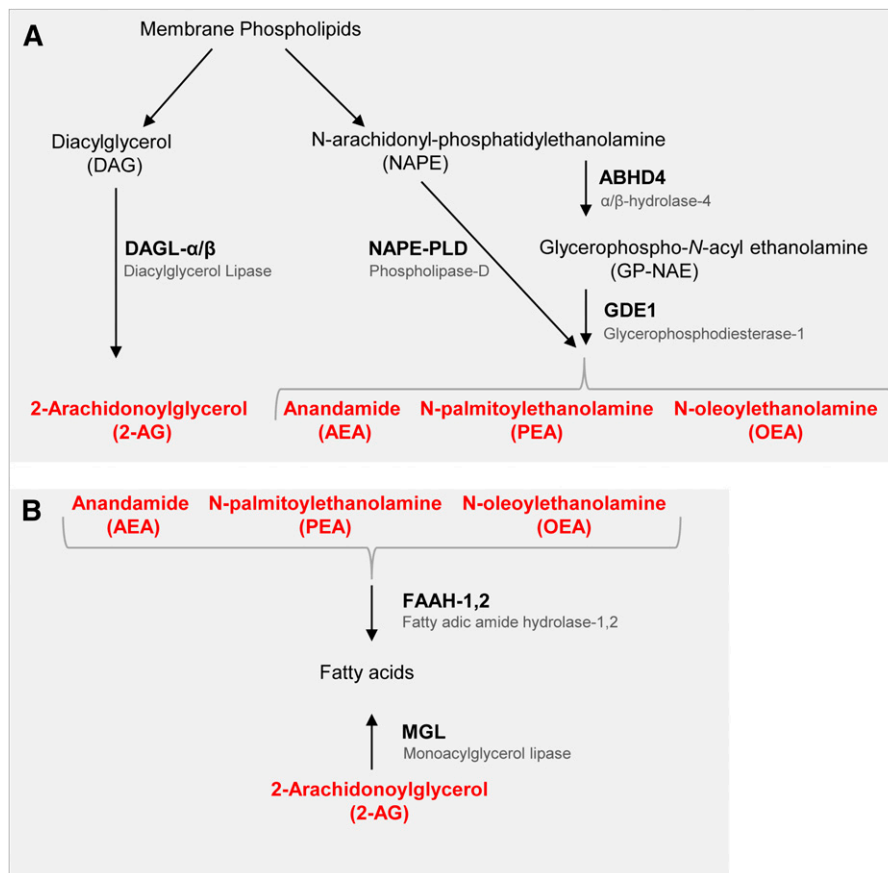 A
Membrane Phospholipids
Diacylglycerol
(DAG)
N-arachidonyl-phosphatidylethanolamine
(NAPE)
ABHD4
α/β-hydrolase-4
DAGL-α/β
Diacylglycerol Lipase
NAPE-PLD
Phospholipase-D
Glycerophospho-N-acyl ethanolamine
(GP-NAE)
GDE1
Glycerophosphodiesterase-1
2-Arachidonoylglycerol
(2-AG)
Anandamide
(AEA)
N-palmitoylethanolamine
(PEA)
N-oleoylethanolamine
(OEA)
B
Anandamide
(AEA)
N-palmitoylethanolamine
(PEA)
N-oleoylethanolamine
(OEA)
FAAH-1,2
Fatty adic amide hydrolase-1,2
Fatty acids
MGL
Monoacylglycerol lipase
2-Arachidonoylglycerol
(2-AG)